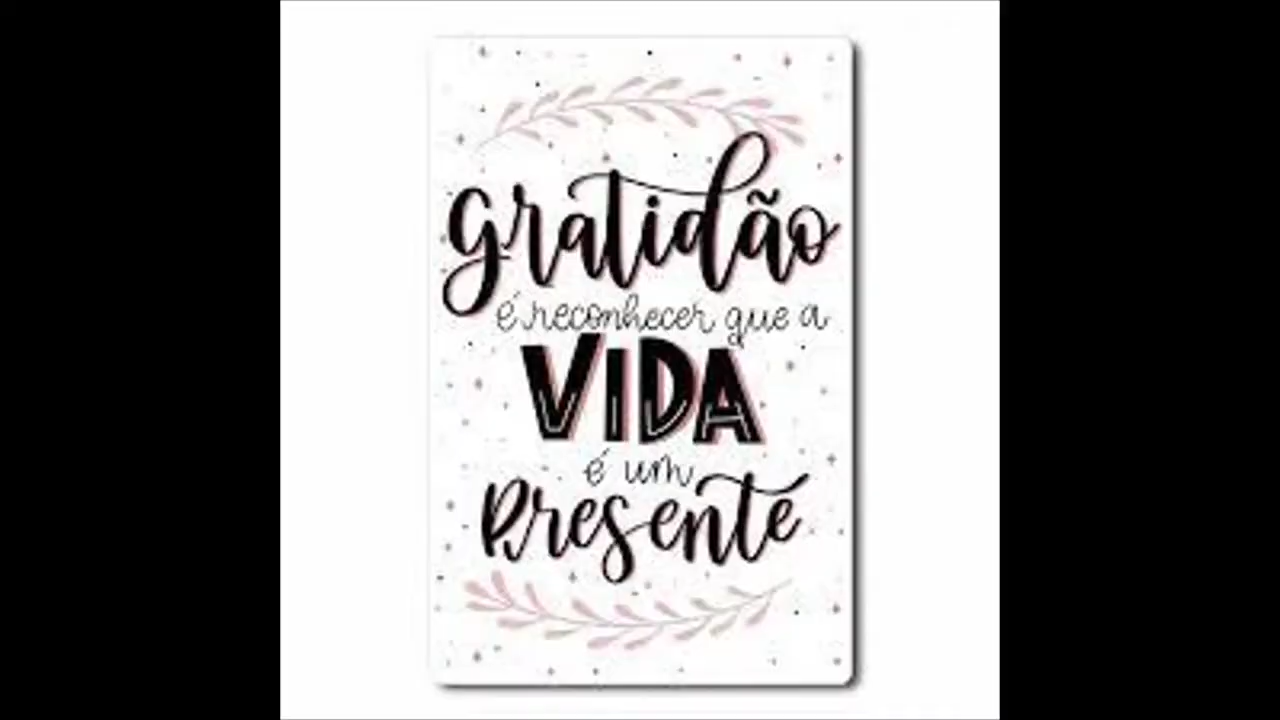 Gratidão
é reconhecer que a
VIDA
é um
Presente